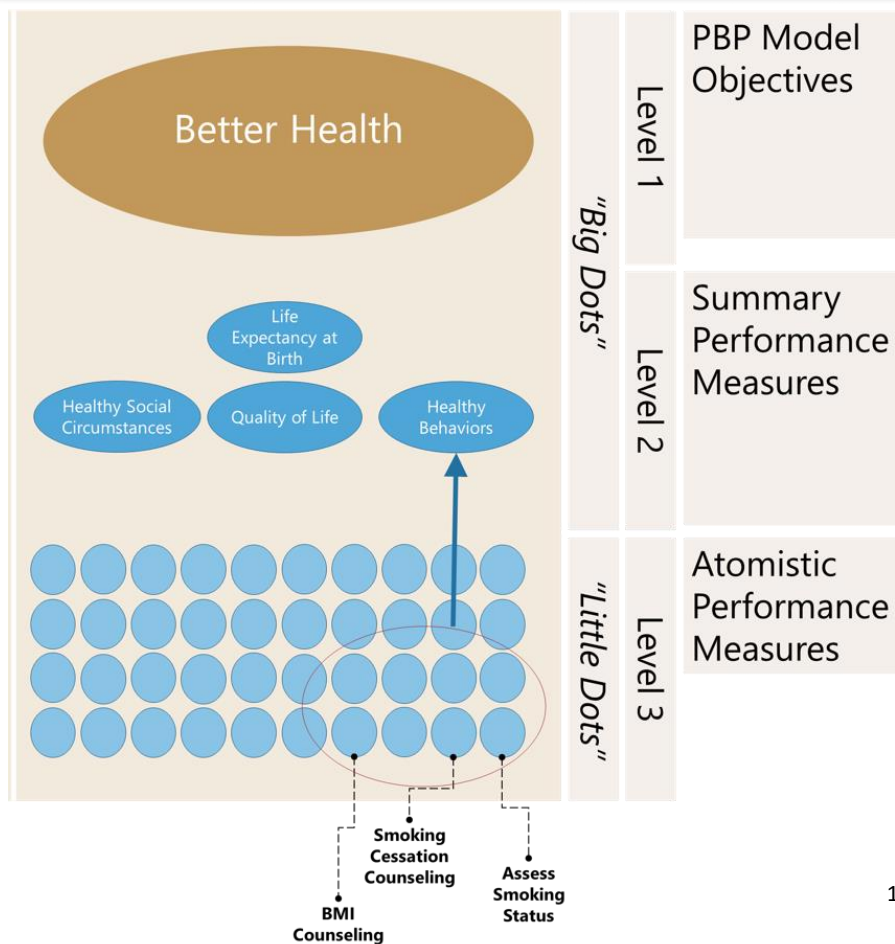 Better Health
Life
Expectancy at
Birth
Healthy Social
Circumstances
Quality of Life
Healthy
Behaviors
"Big Dots"
"Little Dots"
Level 1
Level 2
Level 3
PBP Model
Objectives
Summary
Performance
Measures
Atomistic
Performance
Measures
Smoking
Cessation
Counseling
Assess
Smoking
Status
BMI
Counseling
1